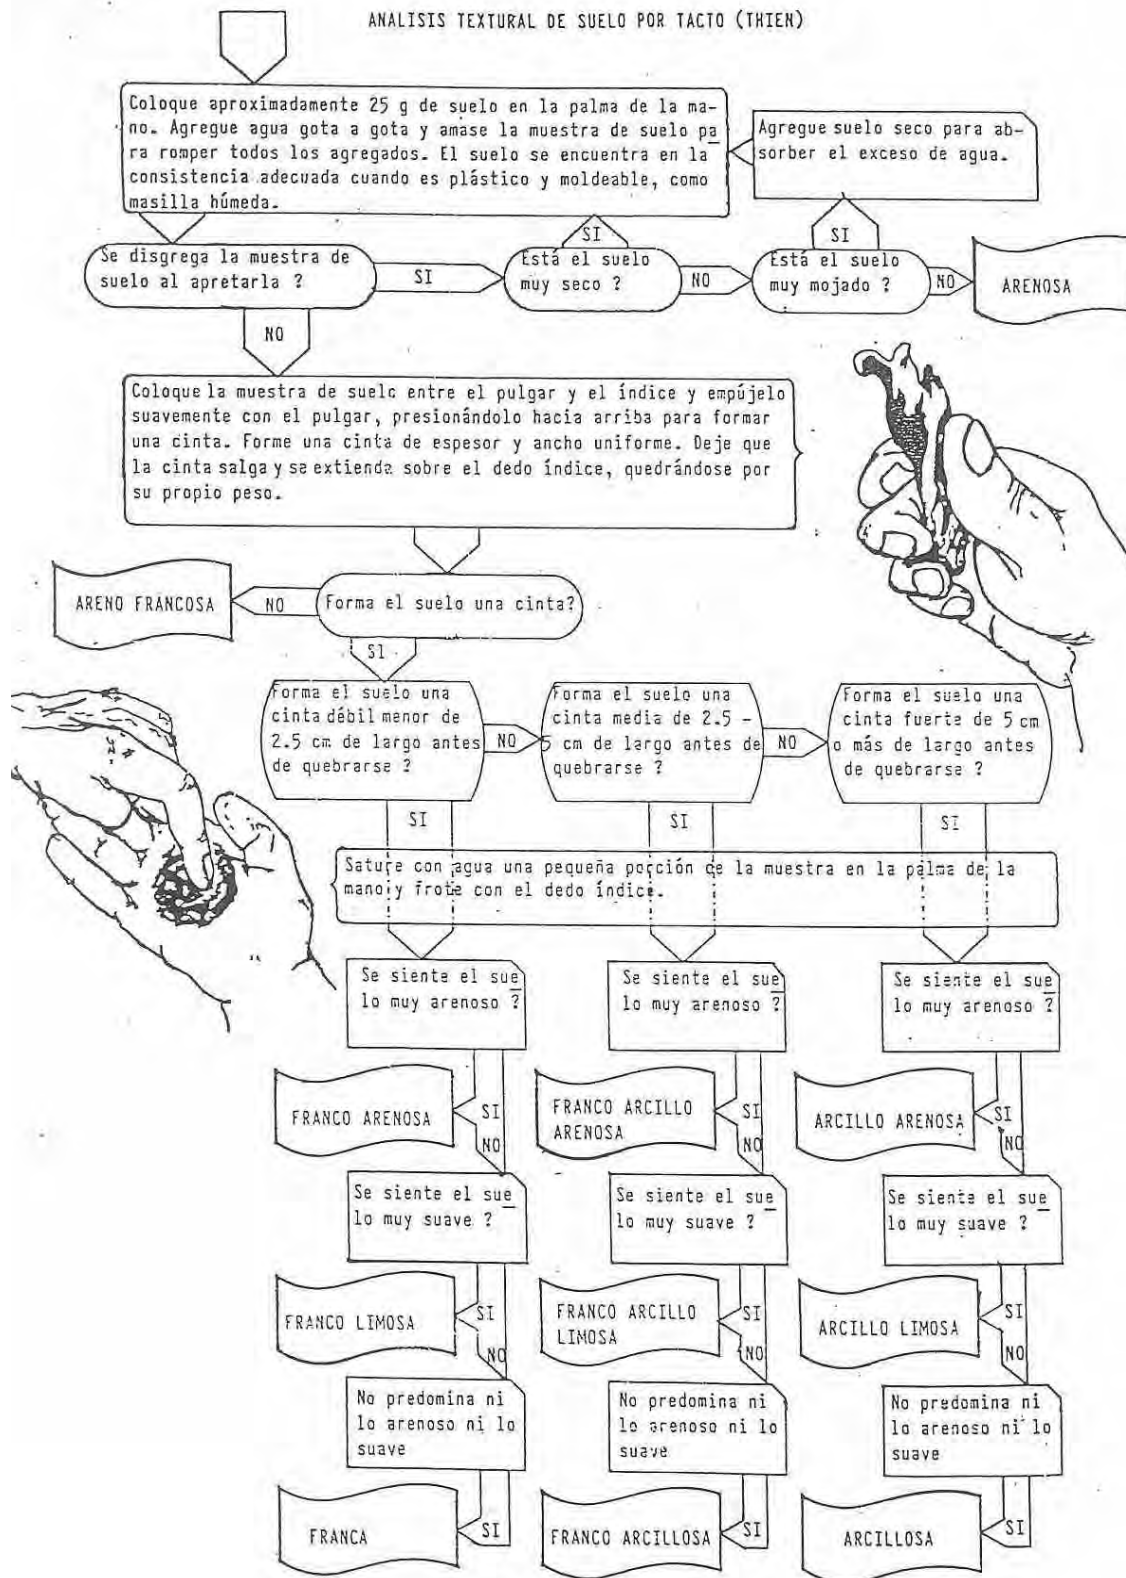 ANALISIS TEXTURAL DE SUELO POR TACTO (THIEN)
Coloque aproximadamente 25 g de suelo en la palma de la ma-
no. Agregue agua gota a gota y amase la muestra de suelo pa
ra romper todos los agregados. El suelo se encuentra en la
consistencia adecuada cuando es plástico y moldeable, como
masilla húmeda.
Agregue suelo seco para ab-
sorber el exceso de agua.
Se disgrega la muestra de
suelo al apretarla ?
SI
Está el suelo
muy seco ?
SI
NO
Está el suelo
muy mojado ?
SI
NO
ARENOSA
NO
Coloque la muestra de suelo entre el pulgar y el índice y empújelo
suavemente con el pulgar, presionándolo hacia arriba para formar
una cinta. Forme una cinta de espesor y ancho uniforme. Deje que
la cinta salga y se extienda sobre el dedo índice, quedrándose por
su propio peso.
ARENO FRANCOSA
NO
Forma el suelo una cinta?
SI
Forma el suelo una
cinta débil menor de
2.5 cm de largo antes
de quebrarse ?
NO
Forma el suelo una
cinta media de 2.5 -
5 cm de largo antes de
quebrarse ?
NO
Forma el suelo una
cinta fuerte de 5 cm
o más de largo antes
de quebrarse ?
SI
SI
SI
Sature con agua una pequeña porción de la muestra en la palma de la
mano y frote con el dedo índice.
Se siente el sue
lo muy arenoso ?
Se siente el sue
lo muy arenoso ?
Se siente el sue
lo muy arenoso ?
FRANCO ARENOSA
SI
NO
FRANCO ARCILLO
ARENOSA
SI
NO
ARCILLO ARENOSA
SI
NO
Se siente el sue
lo muy suave ?
Se siente el sue
lo muy suave ?
Se siente el sue
lo muy suave ?
FRANCO LIMOSA
SI
NO
FRANCO ARCILLO
LIMOSA
SI
NO
ARCILLO LIMOSA
SI
NO
No predomina ni
lo arenoso ni lo
suave
No predomina ni
lo arenoso ni lo
suave
No predomina ni
lo arenoso ni lo
suave
FRANCA
SI
FRANCO ARCILLOSA
SI
ARCILLOSA
SI